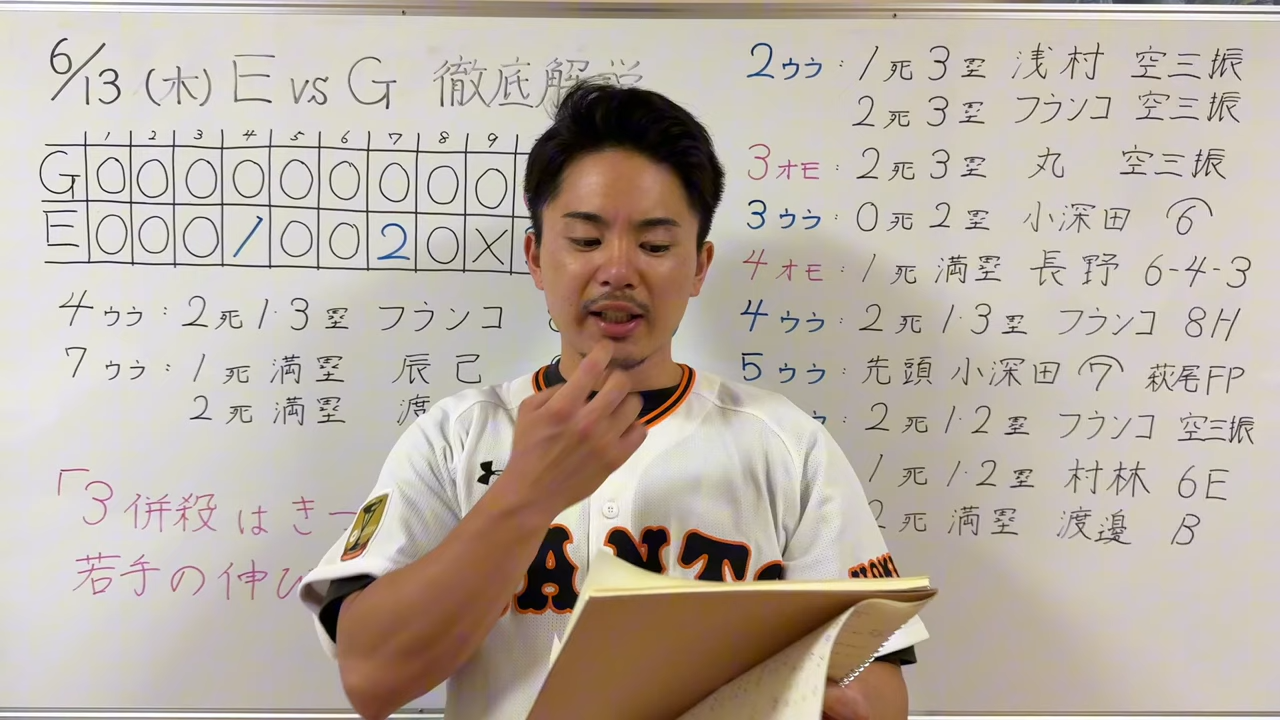 6/13 (木) E vs G 徹底解説
1 2 3 4 5 6 7 8 9
G 0 0 0 0 0 0 0 0 0
E 0 0 0 1 0 0 2 0 X
4ウラ:2死1・3塁 フランコ
7ウラ:1死満塁 辰己
2死満塁 渡
「3併殺はきー
若手の伸び
2ウラ:1死3塁 浅村 空三振
2死3塁 フランコ 空三振
3オモ:2死3塁 丸 空三振
3ウラ:0死2塁 小深田 6
4オモ:1死満塁 長野 6-4-3
4ウラ:2死1・3塁 フランコ 8H
5ウラ:先頭 小深田 7 萩尾FP
2死1・2塁 フランコ 空三振
1死1・2塁 村林 6E
2死満塁 渡邊 B
ANT